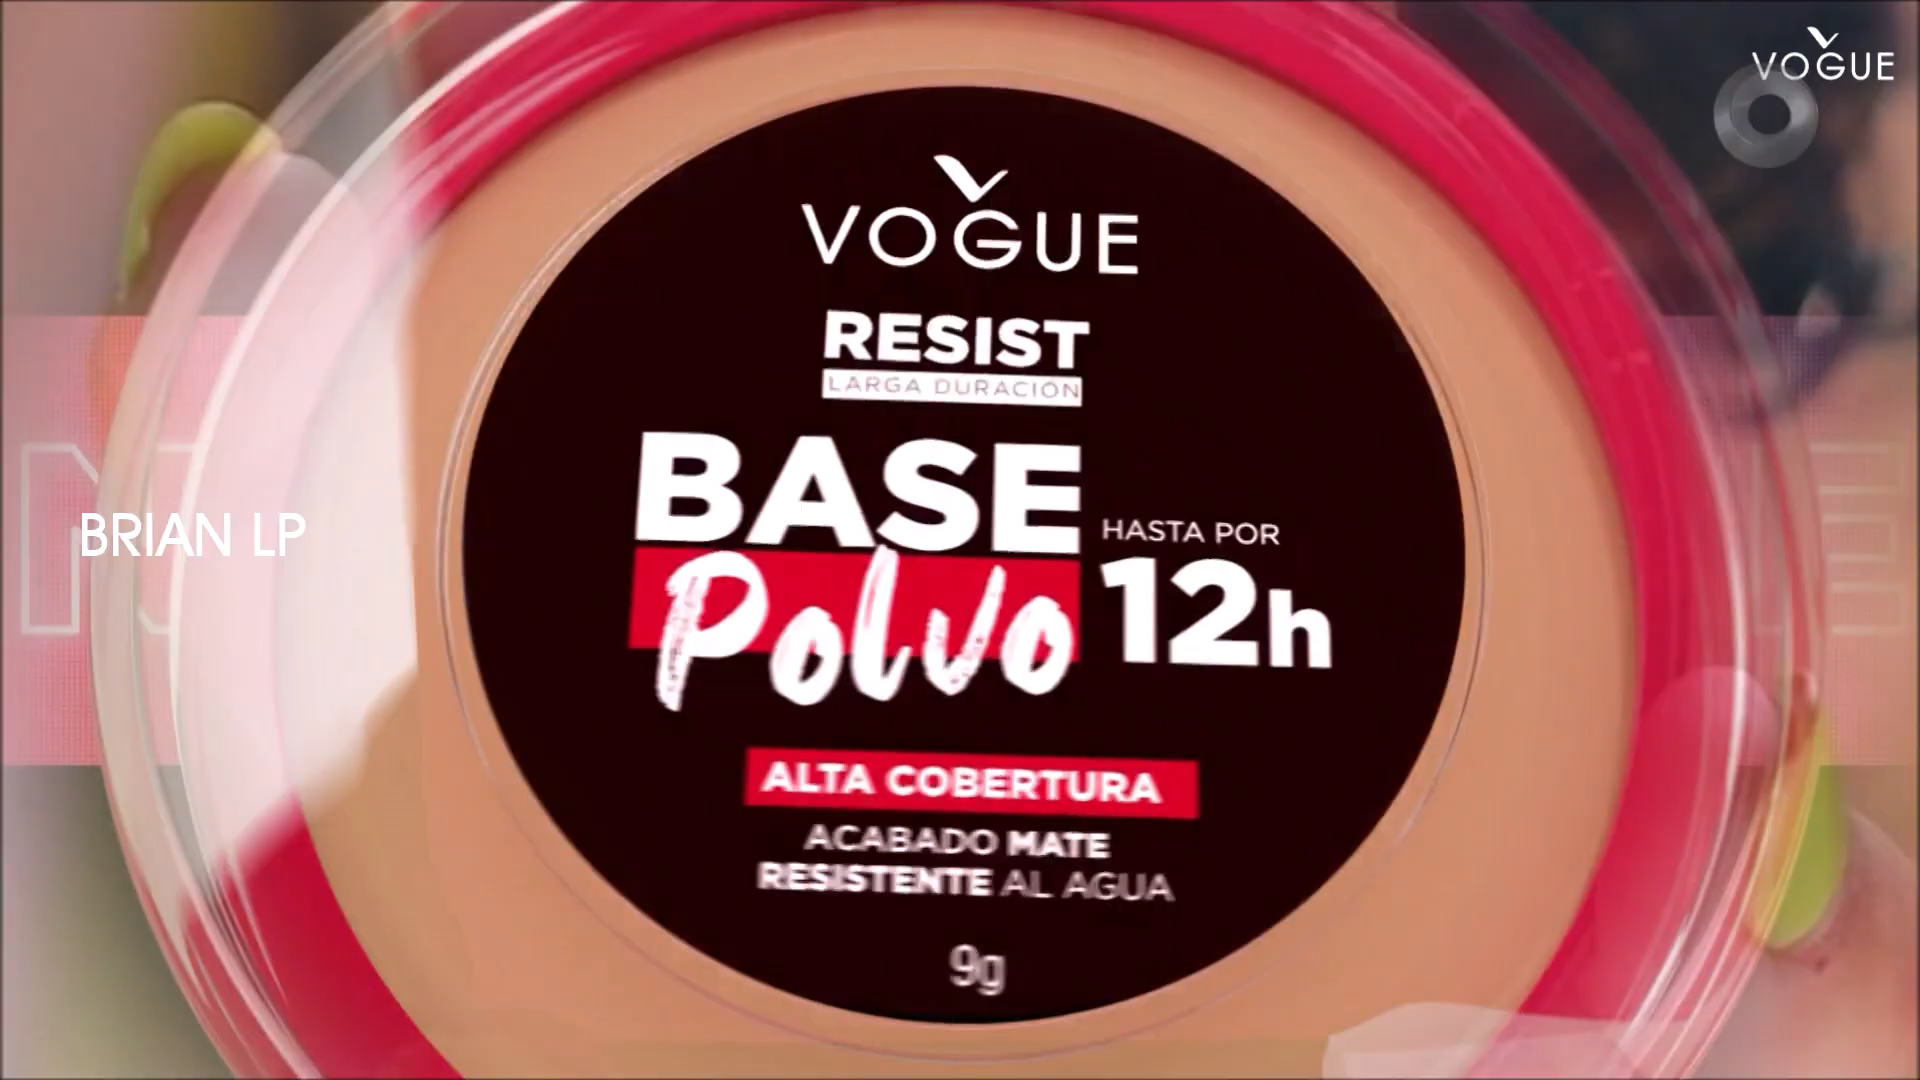 VOGUE
VOGUE
RESIST
LARGA DURACIÓN
BASE
Polvo
HASTA POR
12h
BRIAN LP
ALTA COBERTURA
ACABADO MATE
RESISTENTE AL AGUA
9g